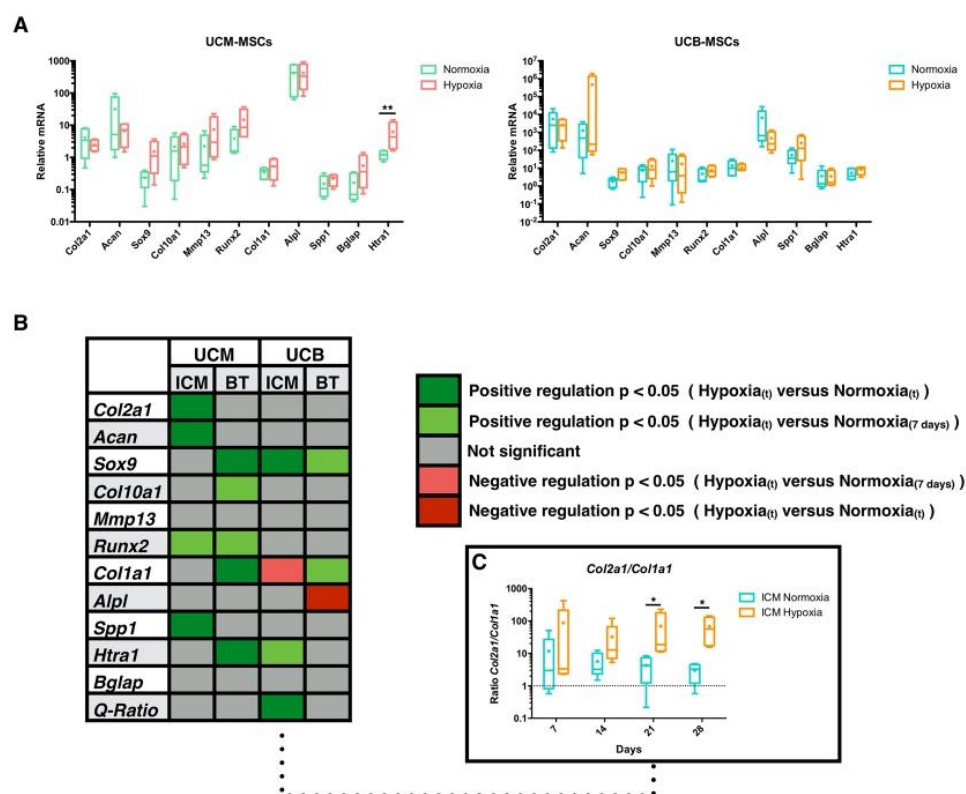 A
UCM-MSCs
UCB-MSCs
Relative mRNA
1000
100
10
1
0.1
0.01
Normoxia
Hypoxia
**
Col2a1
Acan
Sox9
Col10a1
Mmp13
Runx2
Col1a1
Alpl
Spp1
Bglap
Htra1
Relative mRNA
10⁷
10⁶
10⁵
10⁴
10³
10²
10¹
10⁰
10⁻¹
10⁻²
Normoxia
Hypoxia
Col2a1
Acan
Sox9
Col10a1
Mmp13
Runx2
Col1a1
Alpl
Spp1
Bglap
Htra1
B
UCM UCB
ICM BT ICM BT
Col2a1
Acan
Sox9
Col10a1
Mmp13
Runx2
Col1a1
Alpl
Spp1
Htra1
Bglap
Q-Ratio
Positive regulation p < 0.05 ( Hypoxia(t) versus Normoxia(t) )
Positive regulation p < 0.05 ( Hypoxia(t) versus Normoxia(7 days) )
Not significant
Negative regulation p < 0.05 ( Hypoxia(t) versus Normoxia(7 days) )
Negative regulation p < 0.05 ( Hypoxia(t) versus Normoxia(t) )
C
Col2a1/Col1a1
Ratio Col2a1/Col1a1
1000
100
10
1
0.1
* *
ICM Normoxia
ICM Hypoxia
7 14 21 28
Days